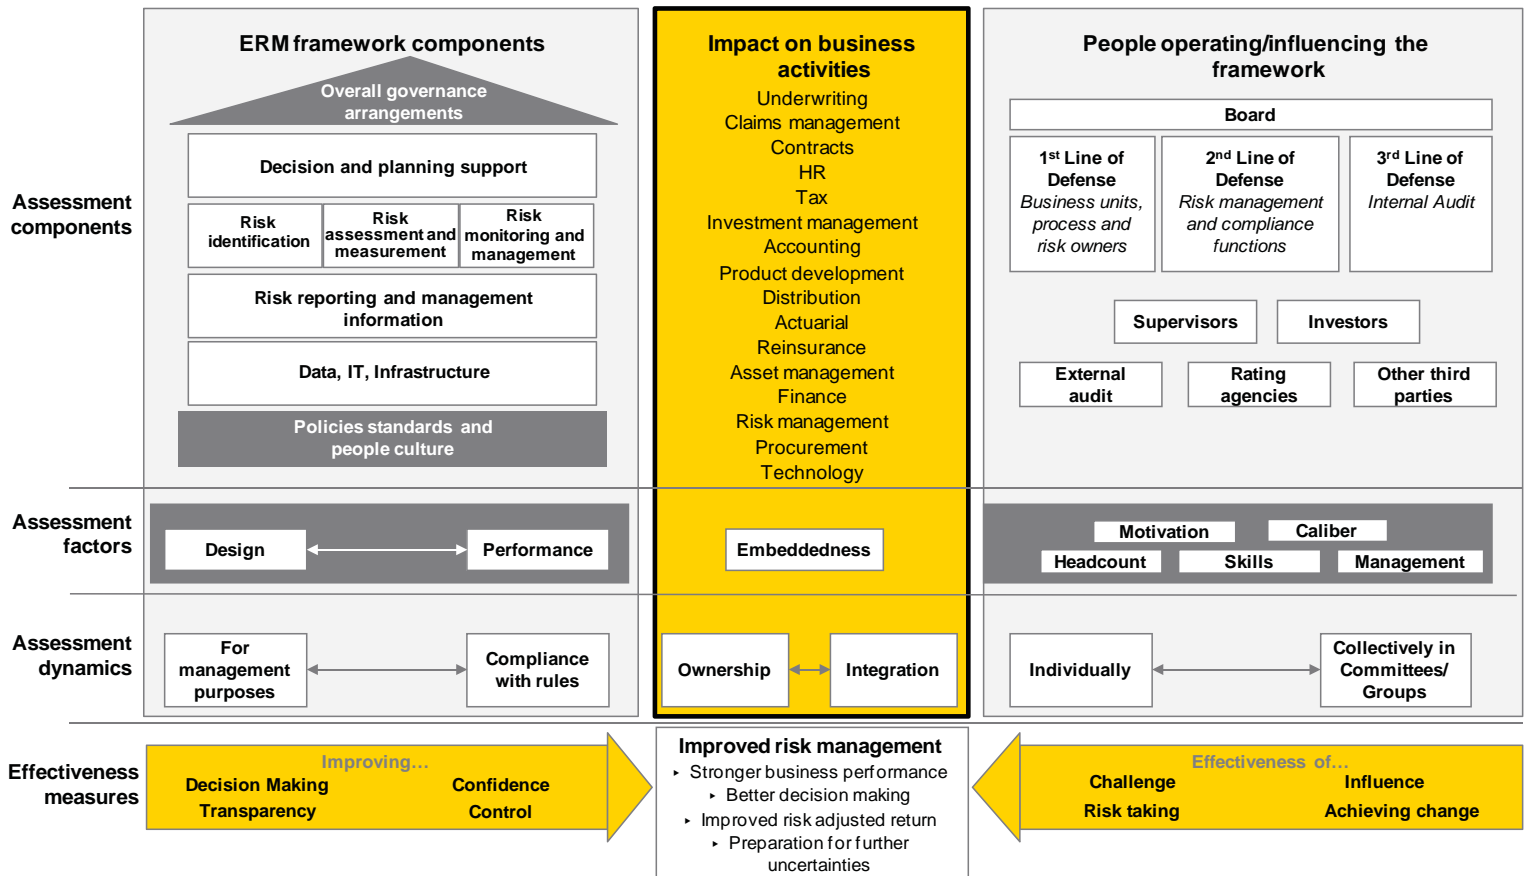 ERM framework components
Overall governance
arrangements
Decision and planning support
Risk
identification
Risk
assessment and
measurement
Risk
monitoring and
management
Risk reporting and management
information
Data, IT, Infrastructure
Policies standards and
people culture
Assessment
components
Impact on business
activities
Underwriting
Claims management
Contracts
HR
Tax
Investment management
Accounting
Product development
Distribution
Actuarial
Reinsurance
Asset management
Finance
Risk management
Procurement
Technology
People operating/influencing the
framework
Board
1st Line of
Defense
Business units,
process and
risk owners
2nd Line of
Defense
Risk management
and compliance
functions
3rd Line of
Defense
Internal Audit
Supervisors
Investors
External
audit
Rating
agencies
Other third
parties
Assessment
factors
Design
Performance
Embeddedness
Motivation
Caliber
Headcount
Skills
Management
Assessment
dynamics
For
management
purposes
Compliance
with rules
Ownership
Integration
Individually
Collectively in
Committees/
Groups
Effectiveness
measures
Improving…
Decision Making
Confidence
Transparency
Control
Improved risk management
▸ Stronger business performance
▸ Better decision making
▸ Improved risk adjusted return
▸ Preparation for further
uncertainties
Effectiveness of…
Challenge
Influence
Risk taking
Achieving change